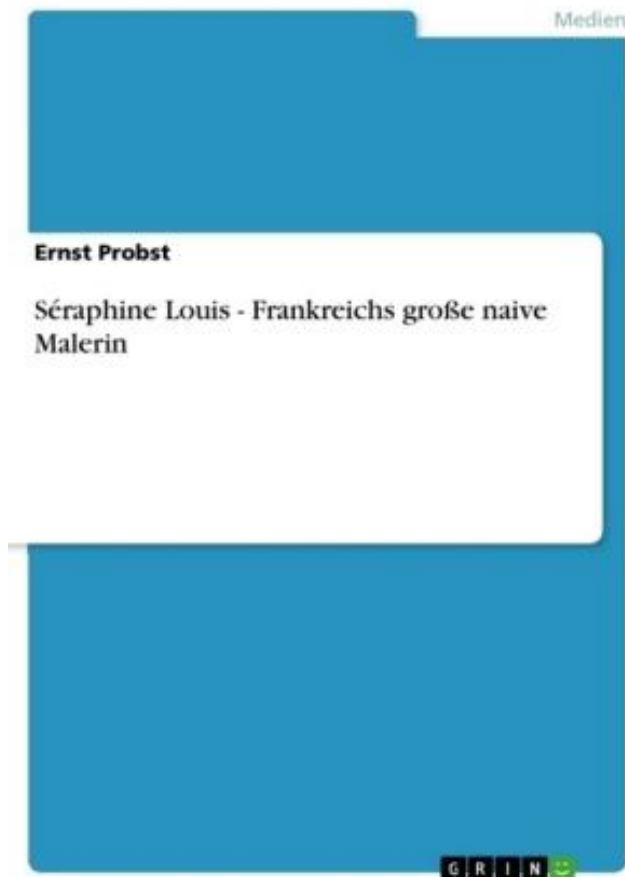 Medien
Ernst Probst
Séraphine Louis - Frankreichs große naive
Malerin
GRIN